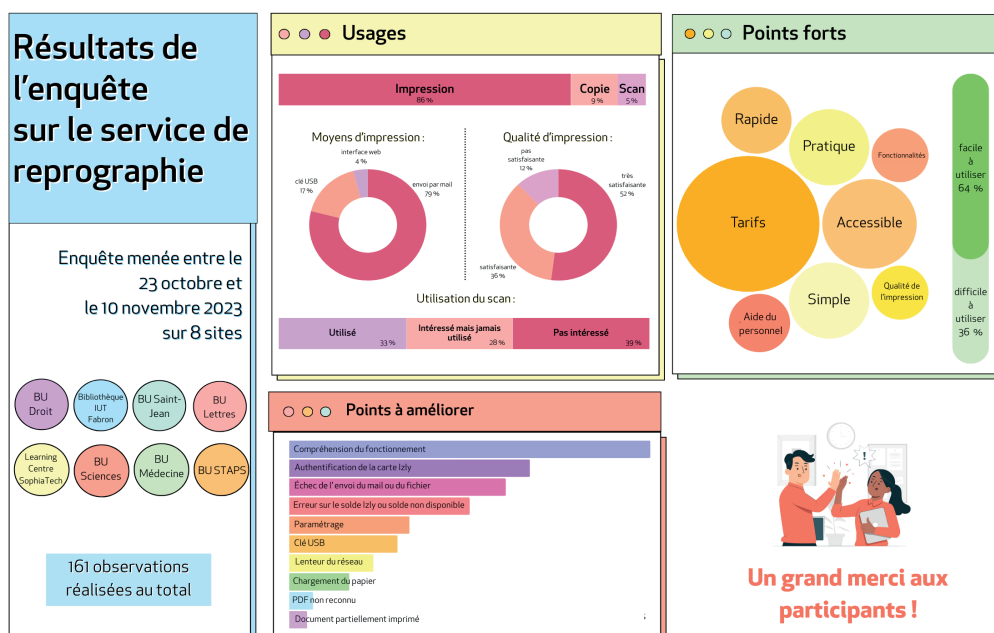 Résultats de
l'enquête
sur le service de
reprographie
Enquête menée entre le
23 octobre et
le 10 novembre 2023
sur 8 sites
BU
Droit
Bibliothèque
IUT
Fabron
BU Saint-
Jean
BU
Lettres
Learning
Centre
SophiaTech
BU
Sciences
BU
Médecine
BU STAPS
161 observations
réalisées au total
Usages
Impression
86 %
Copie
9 %
Scan
5 %
Moyens d'impression :
interface web
4 %
clé USB
17 %
envoi par mail
79 %
Qualité d'impression :
pas
satisfaisante
12 %
très
satisfaisante
52 %
satisfaisante
36 %
Utilisation du scan :
Utilisé
33 %
Intéressé mais jamais
utilisé
28 %
Pas intéressé
39 %
Points à améliorer
Compréhension du fonctionnement
Authentification de la carte Izly
Échec de l'envoi du mail ou du fichier
Erreur sur le solde Izly ou solde non disponible
Paramétrage
Clé USB
Lenteur du réseau
Chargement du papier
PDF non reconnu
Document partiellement imprimé
Points forts
Rapide
Pratique
Fonctionnalités
Tarifs
Accessible
Simple
Qualité de
l'impression
Aide du
personnel
facile
à
utiliser
64 %
difficile
à
utiliser
36 %
!
Un grand merci aux
participants !